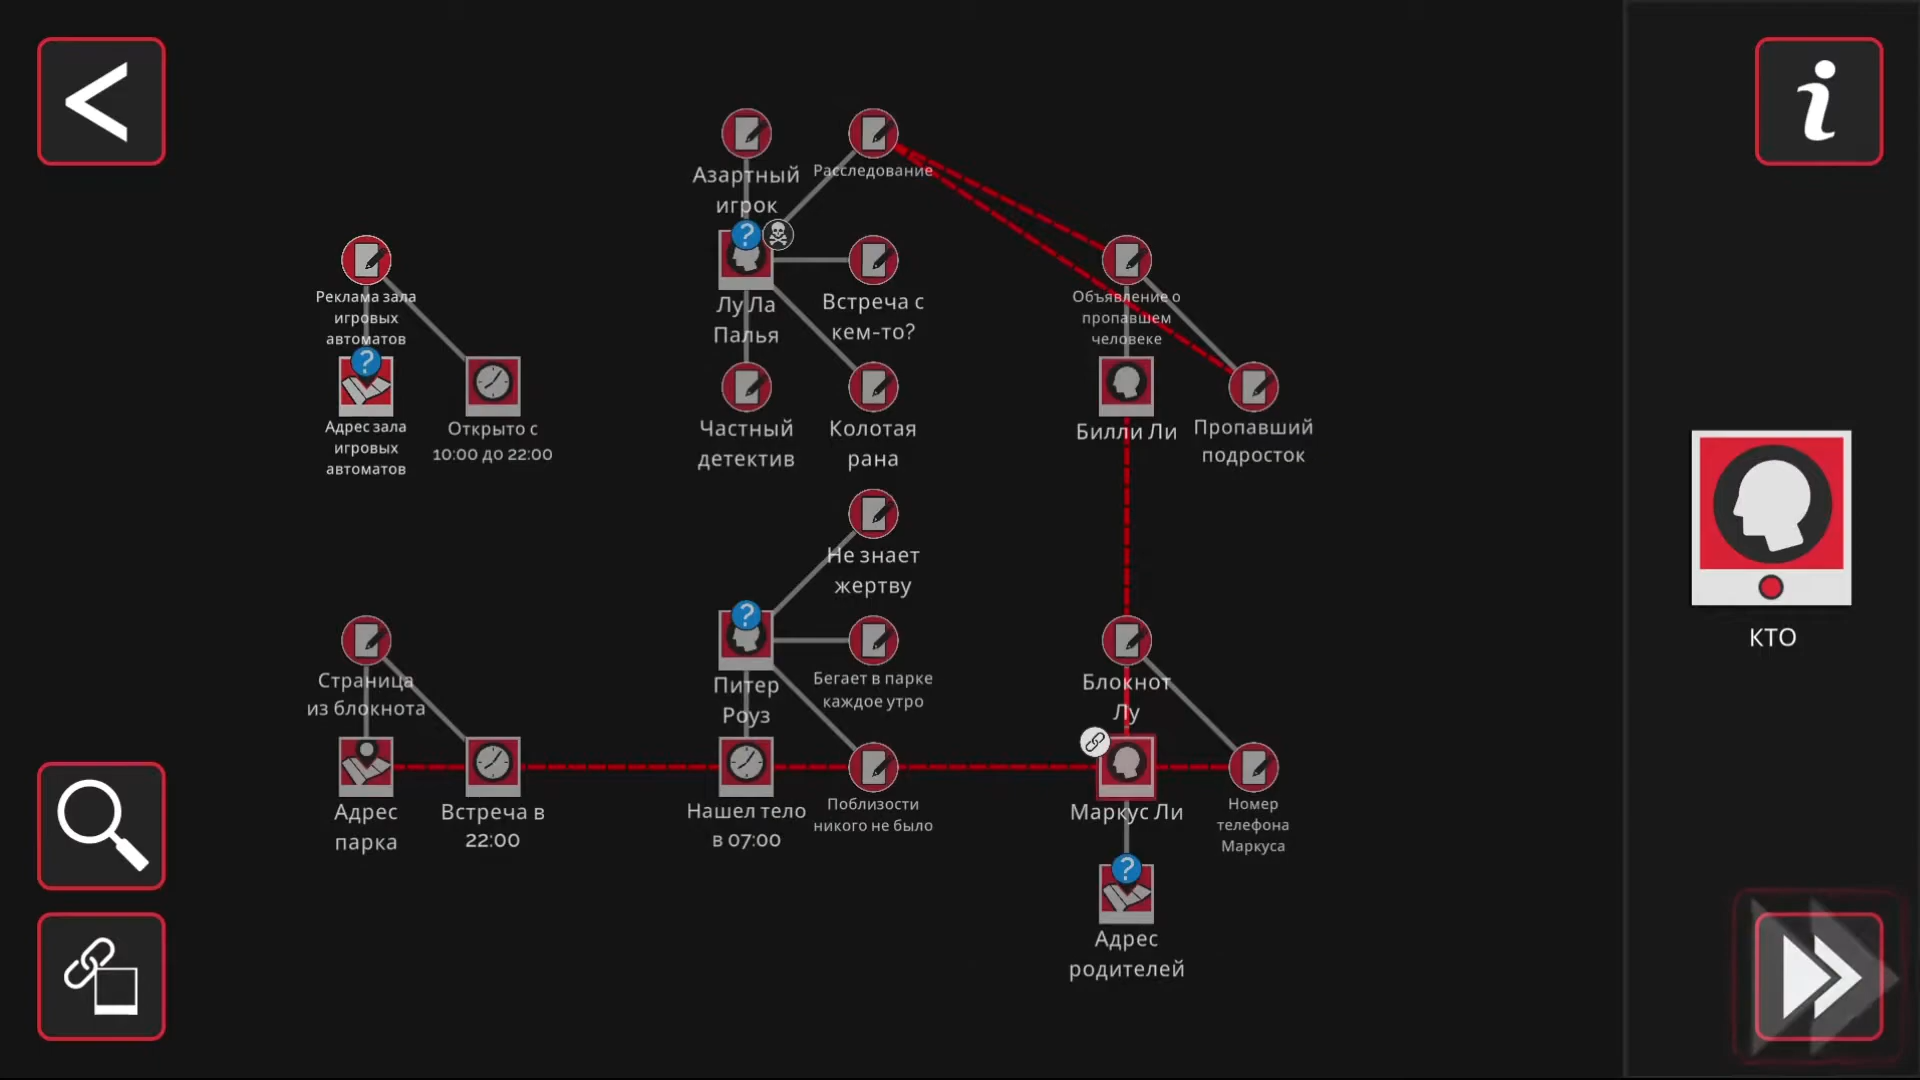 Азартный
игрок
Расследование
Реклама зала
игровых
автоматов
Лу Ла
Палья
Встреча с
кем-то?
Объявление о
пропавшем
человеке
Адрес зала
игровых
автоматов
Открыто с
10:00 до 22:00
Частный
детектив
Колотая
рана
Билли Ли
Пропавший
подросток
Не знает
жертву
Страница
из блокнота
Питер
Роуз
Бегает в парке
каждое утро
Блокнот
Лу
КТО
Адрес
парка
Встреча в
22:00
Нашел тело
в 07:00
Поблизости
никого не было
Маркус Ли
Номер
телефона
Маркуса
Адрес
родителей